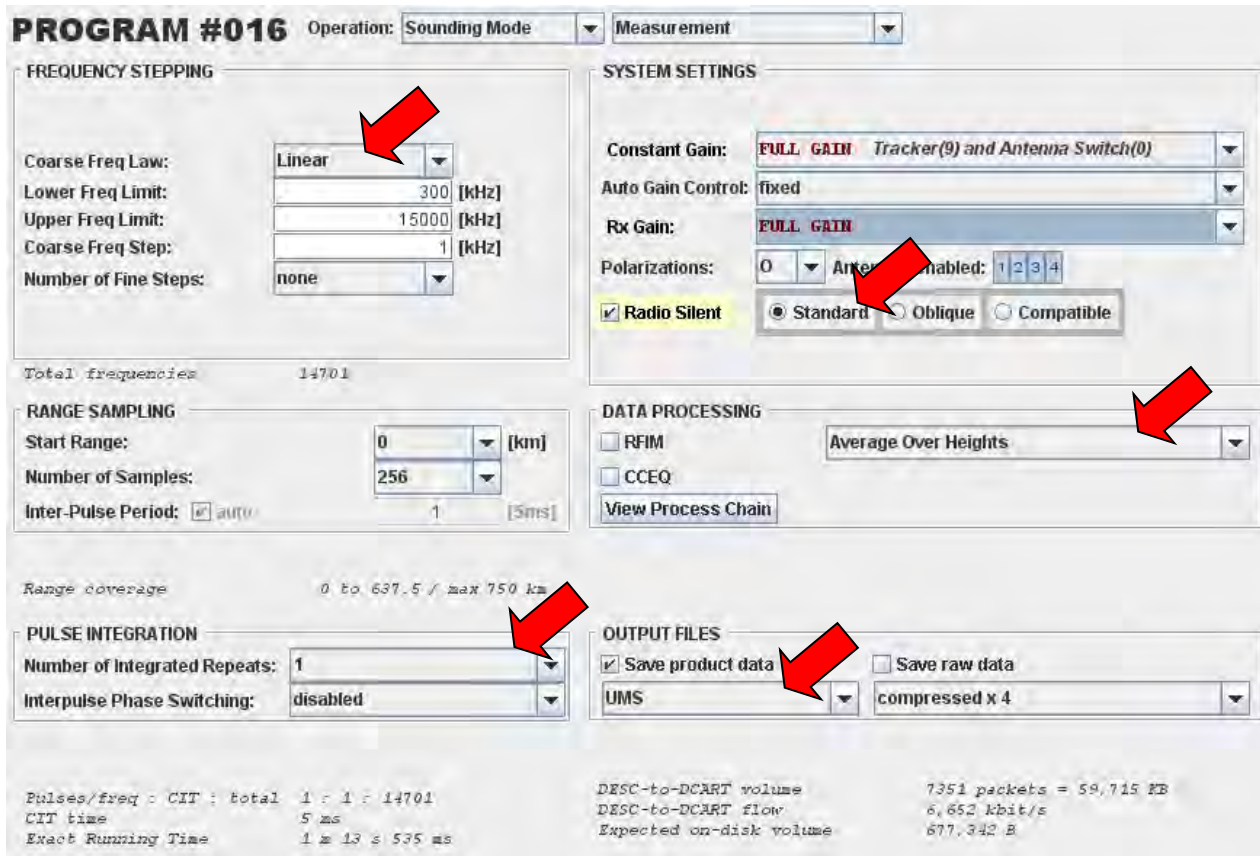 PROGRAM #016 Operation: Sounding Mode Measurement
FREQUENCY STEPPING
Coarse Freq Law: Linear
Lower Freq Limit: 300 [kHz]
Upper Freq Limit: 15000 [kHz]
Coarse Freq Step: 1 [kHz]
Number of Fine Steps: none
Total frequencies 14701
SYSTEM SETTINGS
Constant Gain: FULL GAIN Tracker(9) and Antenna Switch(0)
Auto Gain Control: fixed
Rx Gain: FULL GAIN
Polarizations: O nabled: 1 2 3 4
Radio Silent Standard Oblique Compatible
RANGE SAMPLING
Start Range: 0 [km]
Number of Samples: 256
Inter-Pulse Period: auto 1 [5ms]
Range coverage 0 to 637.5 / max 750 km
DATA PROCESSING
RFIM Average Over Heights
CCEQ
View Process Chain
PULSE INTEGRATION
Number of Integrated Repeats: 1
Interpulse Phase Switching: disabled
OUTPUT FILES
Save product data Save raw data
UMS compressed x 4
Pulses/freq : CIT : total 1 : 1 : 14701
CIT time 5 ms
Exact Running Time 1 m 13 s 535 ms
DESC-to-DCART volume 7351 packets = 59,715 KB
DESC-to-DCART flow 6,652 kbit/s
Expected on-disk volume 677,342 B